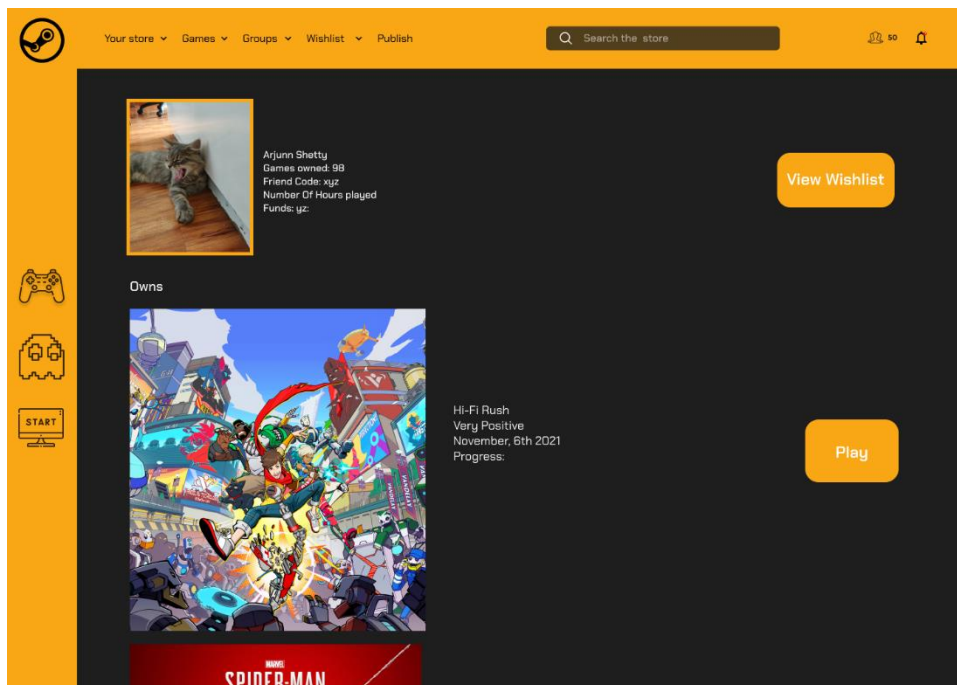 Your store
Games
Groups
Wishlist
Publish
Search the store
50
Arjunn Shetty
Games owned: 98
Friend Code: xyz
Number Of Hours played
Funds: yz:
View Wishlist
START
Owns
Hi-Fi Rush
Very Positive
November, 6th 2021
Progress:
Play
MARVEL
SPIDER-MAN